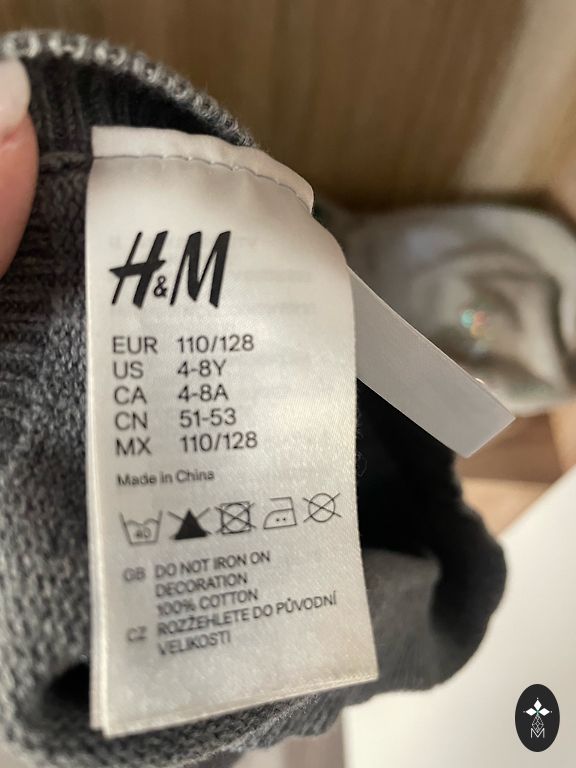 H&M
EUR 110/128
US 4-8Y
CA 4-8A
CN 51-53
MX 110/128
Made in China
40
GB DO NOT IRON ON
DECORATION
100% COTTON
CZ ROZŽEHLETE DO PŮVODNÍ
VELIKOSTI